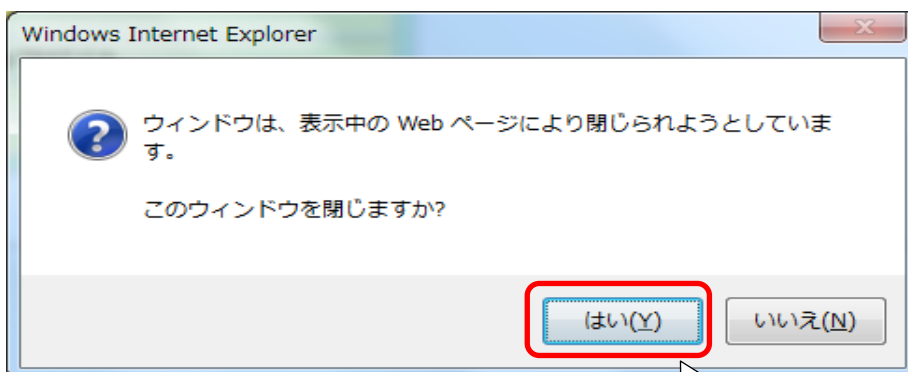 Windows Internet Explorer
ウィンドウは、表示中の Web ページにより閉じられようとしていま
す。
このウィンドウを閉じますか?
はい(Y) いいえ(N)